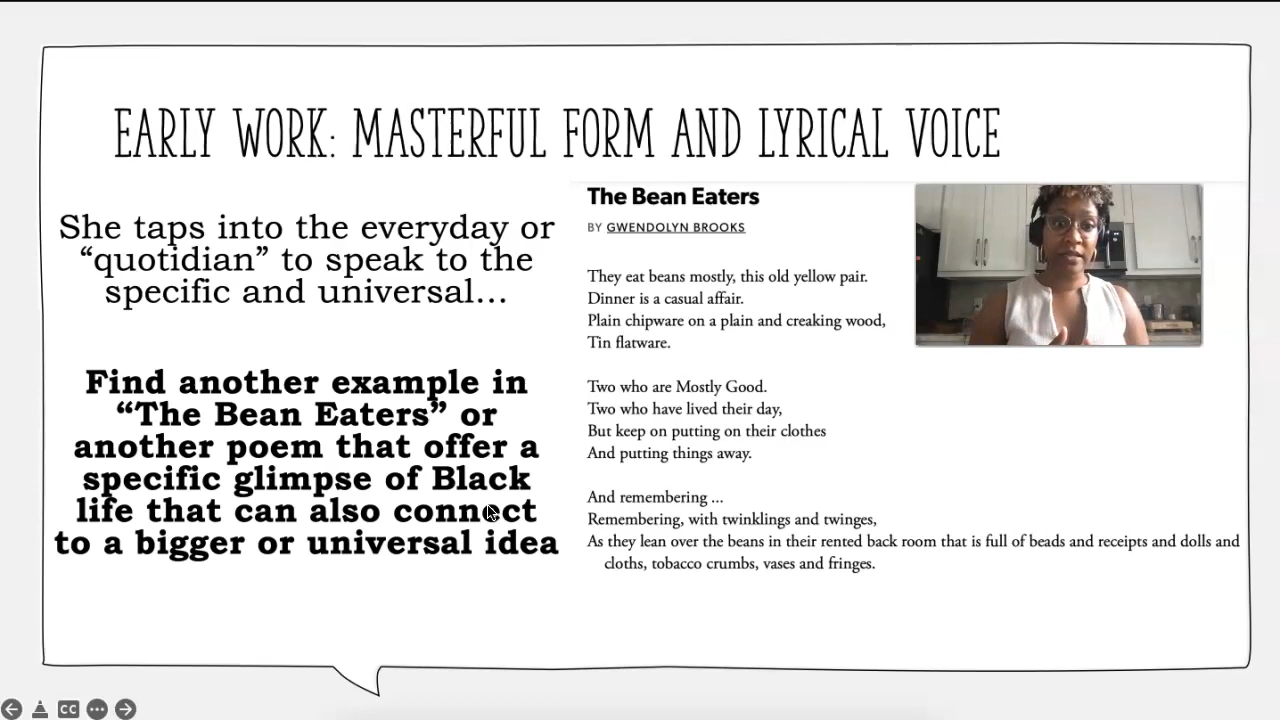 EARLY WORK: MASTERFUL FORM AND LYRICAL VOICE
She taps into the everyday or
“quotidian” to speak to the
specific and universal…
Find another example in
“The Bean Eaters” or
another poem that offer a
specific glimpse of Black
life that can also connect
to a bigger or universal idea
The Bean Eaters
BY GWENDOLYN BROOKS
They eat beans mostly, this old yellow pair.
Dinner is a casual affair.
Plain chipware on a plain and creaking wood,
Tin flatware.
Two who are Mostly Good.
Two who have lived their day,
But keep on putting on their clothes
And putting things away.
And remembering ...
Remembering, with twinklings and twinges,
As they lean over the beans in their rented back room that is full of beads and receipts and dolls and
cloths, tobacco crumbs, vases and fringes.
CC